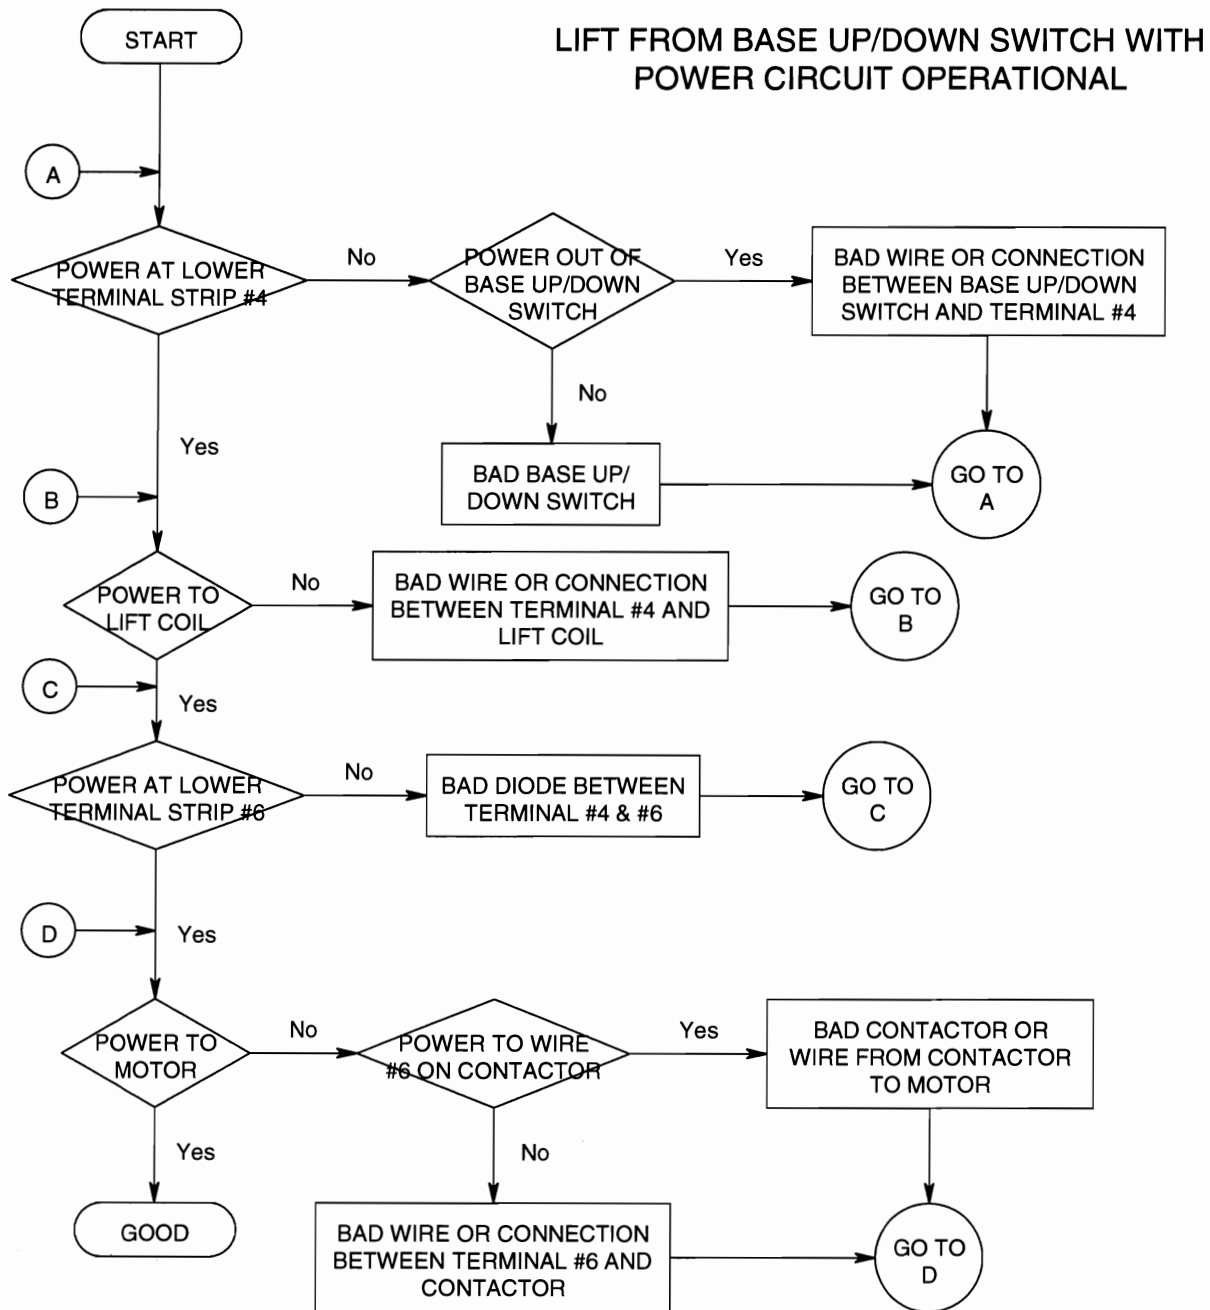 START
LIFT FROM BASE UP/DOWN SWITCH WITH
POWER CIRCUIT OPERATIONAL
A
POWER AT LOWER
TERMINAL STRIP #4
No
POWER OUT OF
BASE UP/DOWN
SWITCH
Yes
BAD WIRE OR CONNECTION
BETWEEN BASE UP/DOWN
SWITCH AND TERMINAL #4
No
Yes
BAD BASE UP/
DOWN SWITCH
GO TO
A
B
POWER TO
LIFT COIL
No
BAD WIRE OR CONNECTION
BETWEEN TERMINAL #4 AND
LIFT COIL
GO TO
B
C
Yes
POWER AT LOWER
TERMINAL STRIP #6
No
BAD DIODE BETWEEN
TERMINAL #4 & #6
GO TO
C
D
Yes
POWER TO
MOTOR
No
POWER TO WIRE
#6 ON CONTACTOR
Yes
BAD CONTACTOR OR
WIRE FROM CONTACTOR
TO MOTOR
Yes
No
GOOD
BAD WIRE OR CONNECTION
BETWEEN TERMINAL #6 AND
CONTACTOR
GO TO
D